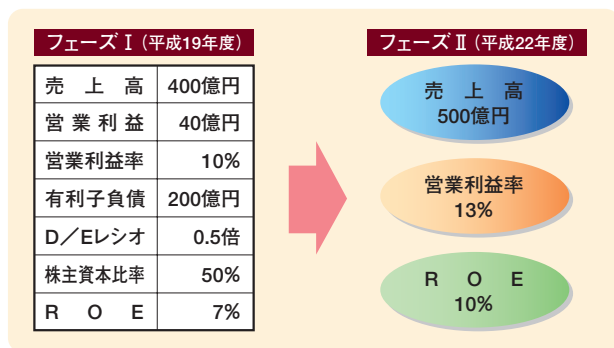 フェーズⅠ(平成19年度)
売上高 400億円
営業利益 40億円
営業利益率 10%
有利子負債 200億円
D/Eレシオ 0.5倍
株主資本比率 50%
ROE 7%
フェーズⅡ(平成22年度)
売上高
500億円
営業利益率
13%
ROE
10%